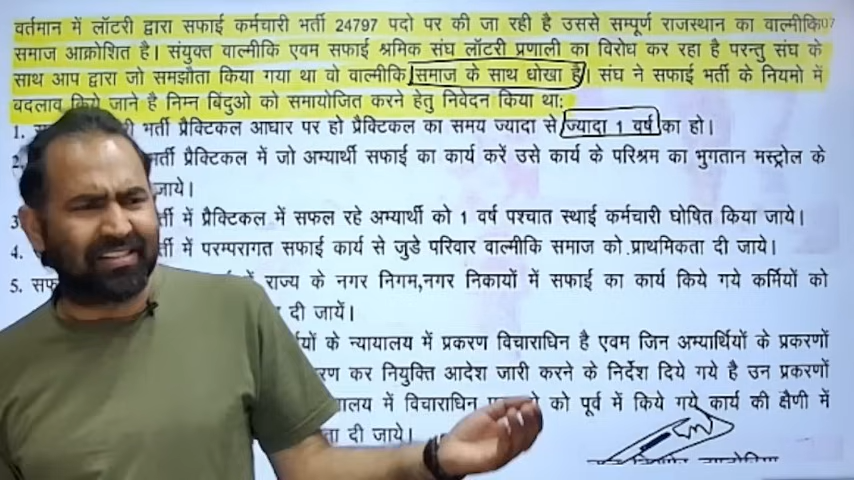 वर्तमान में लॉटरी द्वारा सफाई कर्मचारी भर्ती 24797 पदो पर की जा रही है उससे सम्पूर्ण राजस्थान का वाल्मीकि
समाज आक्रोशित है। संयुक्त वाल्मीकि एवम सफाई श्रमिक संघ लॉटरी प्रणाली का विरोध कर रहा है परन्तु संघ के
साथ आप द्वारा जो समझौता किया गया था वो वाल्मीकि समाज के साथ धोखा है। संघ ने सफाई भर्ती के नियमो में
बदलाव किये जाने है निम्न बिंदुओ को समायोजित करने हेतु निवेदन किया था:
1. भर्ती प्रैक्टिकल आधार पर हो प्रैक्टिकल का समय ज्यादा से ज्यादा 1 वर्ष का हो।
2. भर्ती प्रैक्टिकल में जो अभ्यार्थी सफाई का कार्य करें उसे कार्य के परिश्रम का भुगतान मस्ट्रोल के
जाये।
3 में प्रैक्टिकल में सफल रहे अभ्यार्थी को 1 वर्ष पश्चात स्थाई कर्मचारी घोषित किया जाये।
4. में परम्परागत सफाई कार्य से जुडे परिवार वाल्मीकि समाज को प्राथमिकता दी जाये।
5. में राज्य के नगर निगम,नगर निकायों में सफाई का कार्य किये गये कर्मियों को
दी जायें।
के न्यायालय में प्रकरण विचाराधिन है एवम जिन अभ्यार्थियों के प्रकरणों
कर नियुक्ति आदेश जारी करने के निर्देश दिये गये है उन प्रकरणों
में विचाराधिन को पूर्व में किये गये कार्य की क्षैणी में
दी जाये।